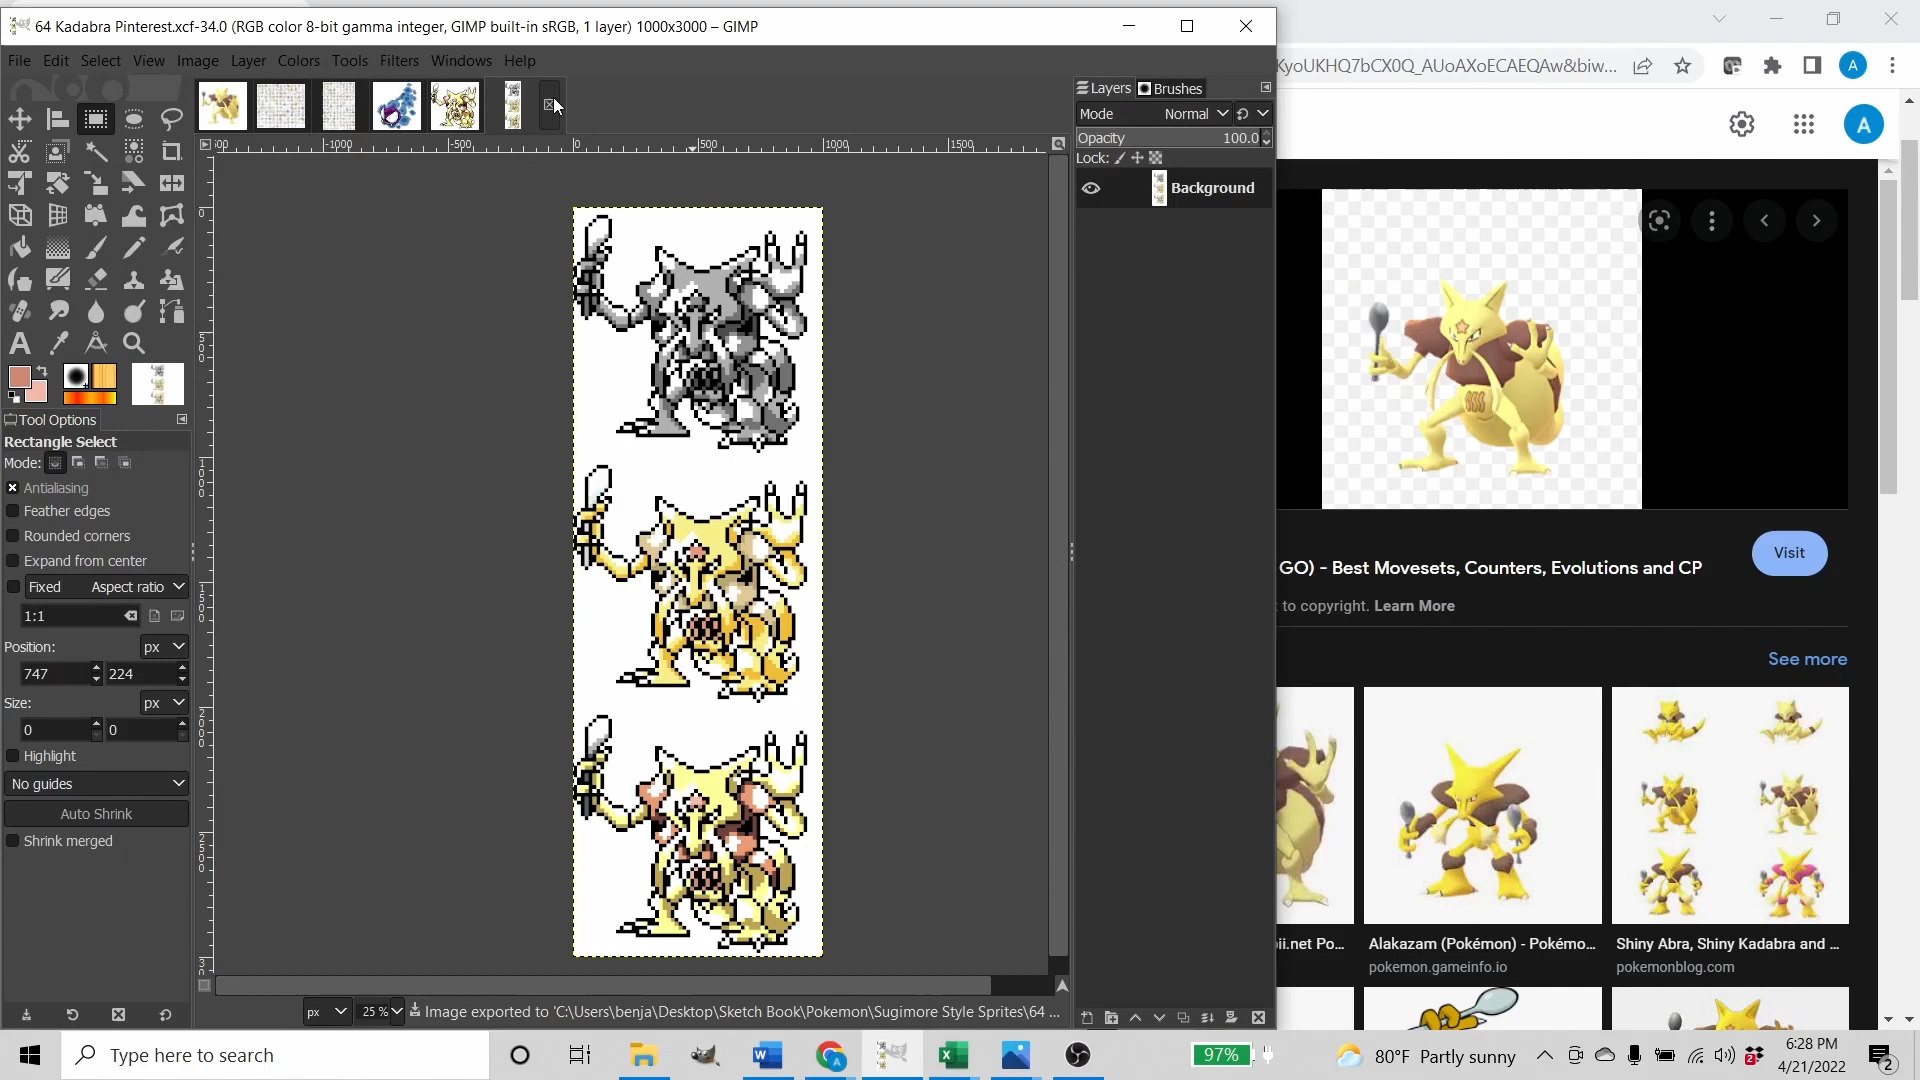 64 Kadabra Pinterest.xcf-34.0 (RGB color 8-bit gamma integer, GIMP built-in sRGB, 1 layer) 1000x3000 – GIMP
File Edit Select View Image Layer Colors Tools Filters Windows Help
KyoUKHQ7bCX0Q_AUoAXoECAEQAw&biw...
A
Layers
Brushes
Mode
Normal
Opacity
100.0
Lock:
Background
A
-1000
-500
0
500
1000
1500
Tool Options
Rectangle Select
Mode:
Antialiasing
Feather edges
Rounded corners
Expand from center
Fixed
Aspect ratio
1:1
Position:
px
747
224
Size:
px
0
0
Highlight
No guides
Auto Shrink
Shrink merged
px
25 %
Image exported to 'C:\Users\benja\Desktop\Sketch Book\Pokemon\Sugimore Style Sprites\64 ...
GO) - Best Movesets, Counters, Evolutions and CP
Visit
to copyright. Learn More
See more
Alakazam (Pokémon) - Pokémo...
pokemon.gameinfo.io
Shiny Abra, Shiny Kadabra and ...
pokemonblog.com
Type here to search
97%
80°F Partly sunny
6:28 PM
4/21/2022
2